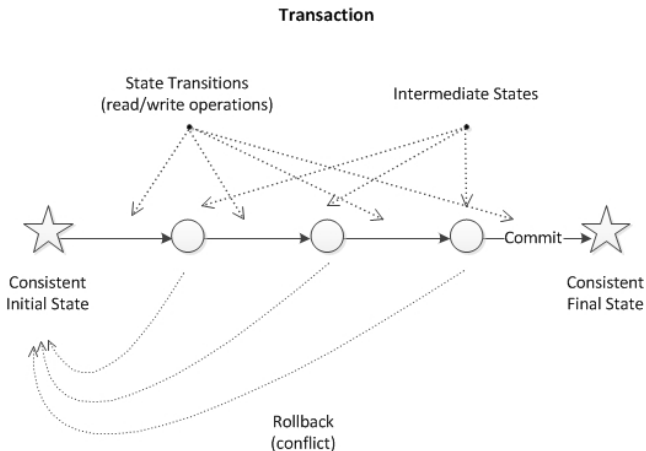 Transaction
State Transitions
(read/write operations)
Intermediate States
Commit
Consistent
Initial State
Consistent
Final State
Rollback
(conflict)